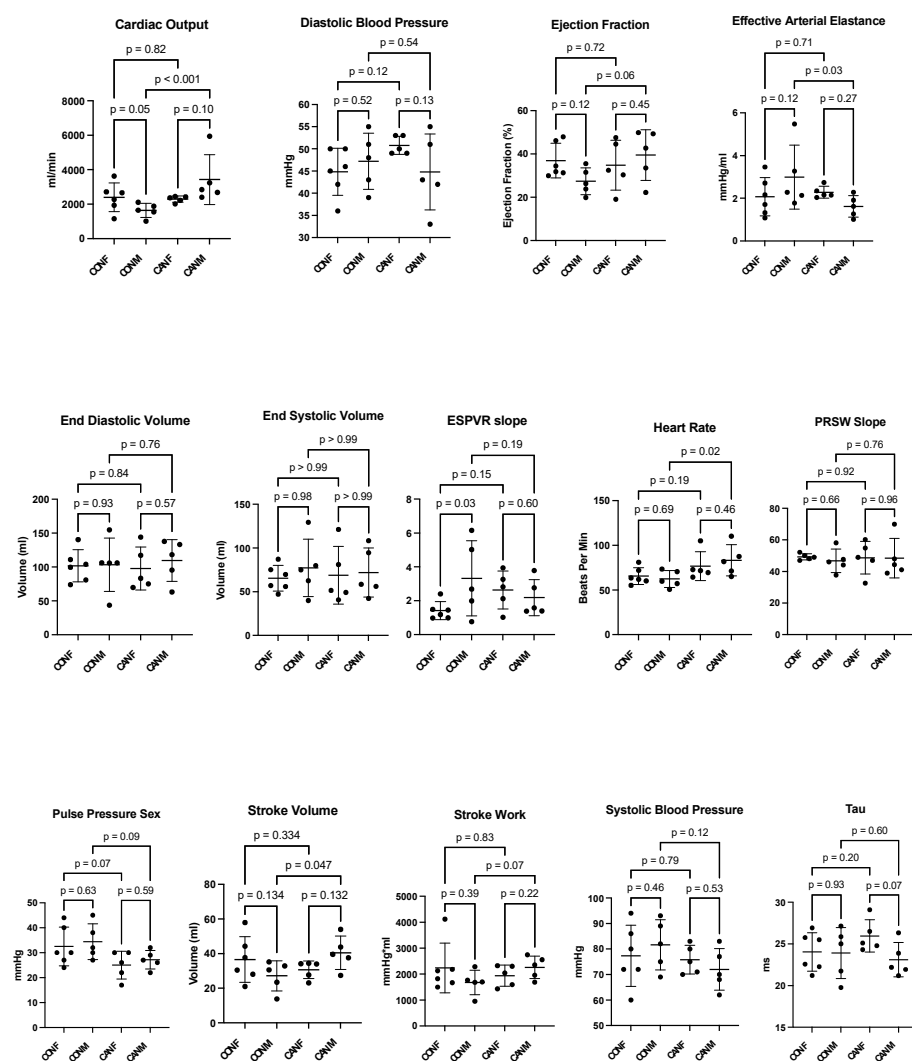 Cardiac Output
p = 0.82
p < 0.001
p = 0.05
p = 0.10
8000
6000
4000
2000
0
ml/min
CONF
CONM
CANF
CANM
Diastolic Blood Pressure
p = 0.54
p = 0.12
p = 0.52
p = 0.13
60
55
50
45
40
35
30
mmHg
CONF
CONM
CANF
CANM
Ejection Fraction
p = 0.72
p = 0.06
p = 0.12
p = 0.45
60
40
20
0
Ejection Fraction (%)
CONF
CONM
CANF
CANM
Effective Arterial Elastance
p = 0.71
p = 0.03
p = 0.12
p = 0.27
6
4
2
0
mmHg/ml
CONF
CONM
CANF
CANM
End Diastolic Volume
p = 0.76
p = 0.84
p = 0.93
p = 0.57
200
150
100
50
0
Volume (ml)
CONF
CONM
CANF
CANM
End Systolic Volume
p > 0.99
p > 0.99
p = 0.98
p > 0.99
150
100
50
0
Volume (ml)
CONF
CONM
CANF
CANM
ESPVR slope
p = 0.19
p = 0.15
p = 0.03
p = 0.60
8
6
4
2
0
CONF
CONM
CANF
CANM
Heart Rate
p = 0.02
p = 0.19
p = 0.69
p = 0.46
150
100
50
0
Beats Per Min
CONF
CONM
CANF
CANM
PRSW Slope
p = 0.76
p = 0.92
p = 0.66
p = 0.96
80
60
40
20
0
CONF
CONM
CANF
CANM
Pulse Pressure Sex
p = 0.09
p = 0.07
p = 0.63
p = 0.59
50
40
30
20
10
0
mmHg
CONF
CONM
CANF
CANM
Stroke Volume
p = 0.334
p = 0.047
p = 0.134
p = 0.132
80
60
40
20
0
Volume (ml)
CONF
CONM
CANF
CANM
Stroke Work
p = 0.83
p = 0.07
p = 0.39
p = 0.22
5000
4000
3000
2000
1000
0
mmHg*ml
CONF
CONM
CANF
CANM
Systolic Blood Pressure
p = 0.12
p = 0.79
p = 0.46
p = 0.53
100
90
80
70
60
50
mmHg
CONF
CONM
CANF
CANM
Tau
p = 0.60
p = 0.20
p = 0.93
p = 0.07
30
25
20
15
ms
CONF
CONM
CANF
CANM